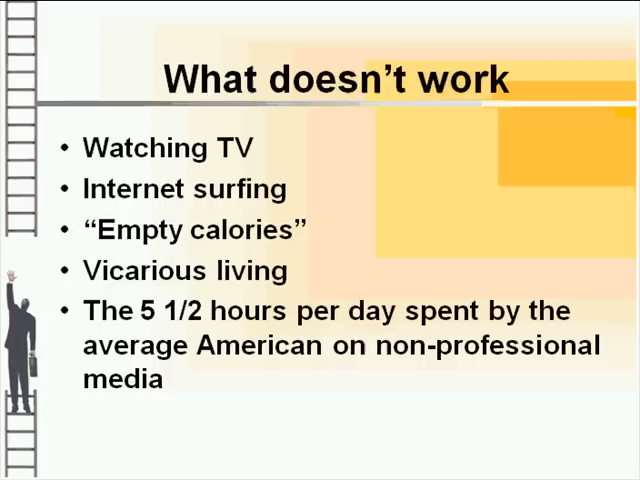 What doesn’t work
• Watching TV
• Internet surfing
• “Empty calories”
• Vicarious living
• The 5 1/2 hours per day spent by the
average American on non-professional
media